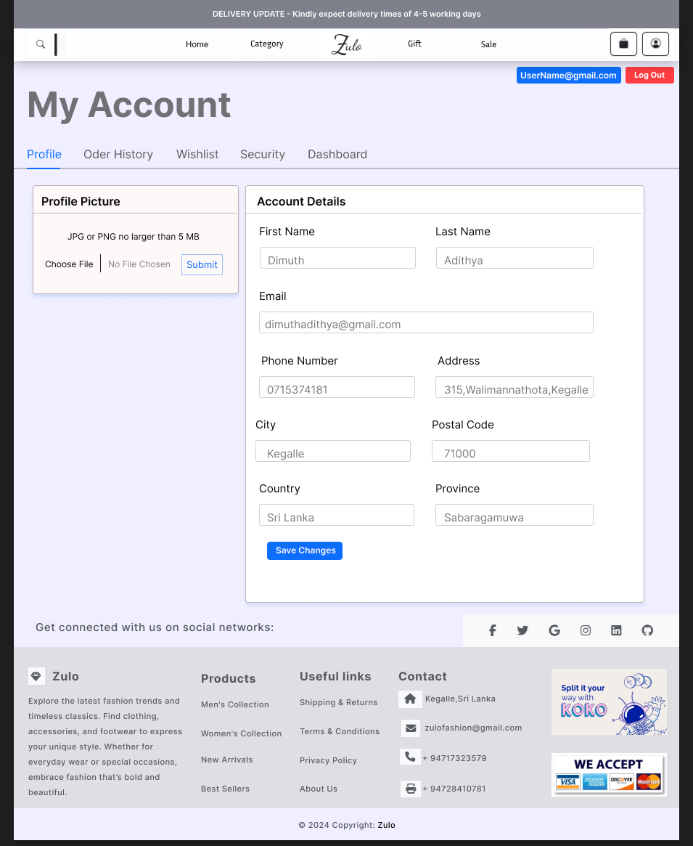 DELIVERY UPDATE - Kindly expect delivery times of 4-5 working days
Home Category Zulo Gift Sale
UserName@gmail.com Log Out
My Account
Profile Oder History Wishlist Security Dashboard
Profile Picture
JPG or PNG no larger than 5 MB
Choose File No File Chosen Submit
Account Details
First Name Last Name
Dimuth Adithya
Email
dimuthadithya@gmail.com
Phone Number Address
0715374181 315,Walimannathota,Kegalle
City Postal Code
Kegalle 71000
Country Province
Sri Lanka Sabaragamuwa
Save Changes
Get connected with us on social networks:
Zulo
Explore the latest fashion trends and
timeless classics. Find clothing,
accessories, and footwear to express
your unique style. Whether for
everyday wear or special occasions,
embrace fashion that's bold and
beautiful.
Products
Men's Collection
Women's Collection
New Arrivals
Best Sellers
Useful links
Shipping & Returns
Terms & Conditions
Privacy Policy
About Us
Contact
Kegalle,Sri Lanka
zulofashion@gmail.com
+ 94717323579
+ 94728410781
Split it your
way with
KOKO
WE ACCEPT
VISA DISCOVER
© 2024 Copyright: Zulo